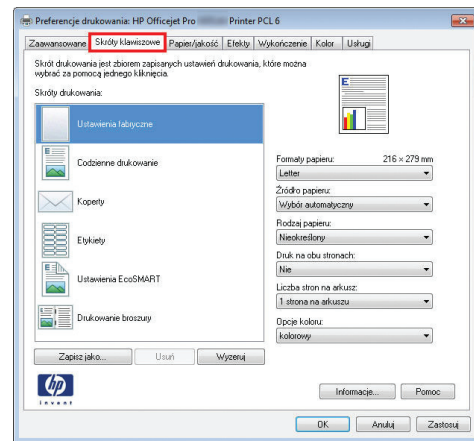 Preferencje drukowania: HP Officejet Pro Printer PCL 6
Zaawansowane Skróty klawiszowe Papier/jakość Efekty Wykończenie Kolor Usługi
Skrót drukowania jest zbiorem zapisanych ustawień drukowania, które można
wybrać za pomocą jednego kliknięcia.
Skróty drukowania:
Ustawienia fabryczne
Codzienne drukowanie
Koperty
Etykiety
Ustawienia EcoSMART
Drukowanie broszury
Formaty papieru: 216 × 279 mm
Letter
Źródło papieru:
Wybór automatyczny
Rodzaj papieru:
Nieokreślony
Druk na obu stronach:
Nie
Liczba stron na arkusz:
1 strona na arkuszu
Opcje koloru:
kolorowy
Zapisz jako... Usuń Wyzeruj
hp
invent
Informacje... Pomoc
OK Anuluj Zastosuj